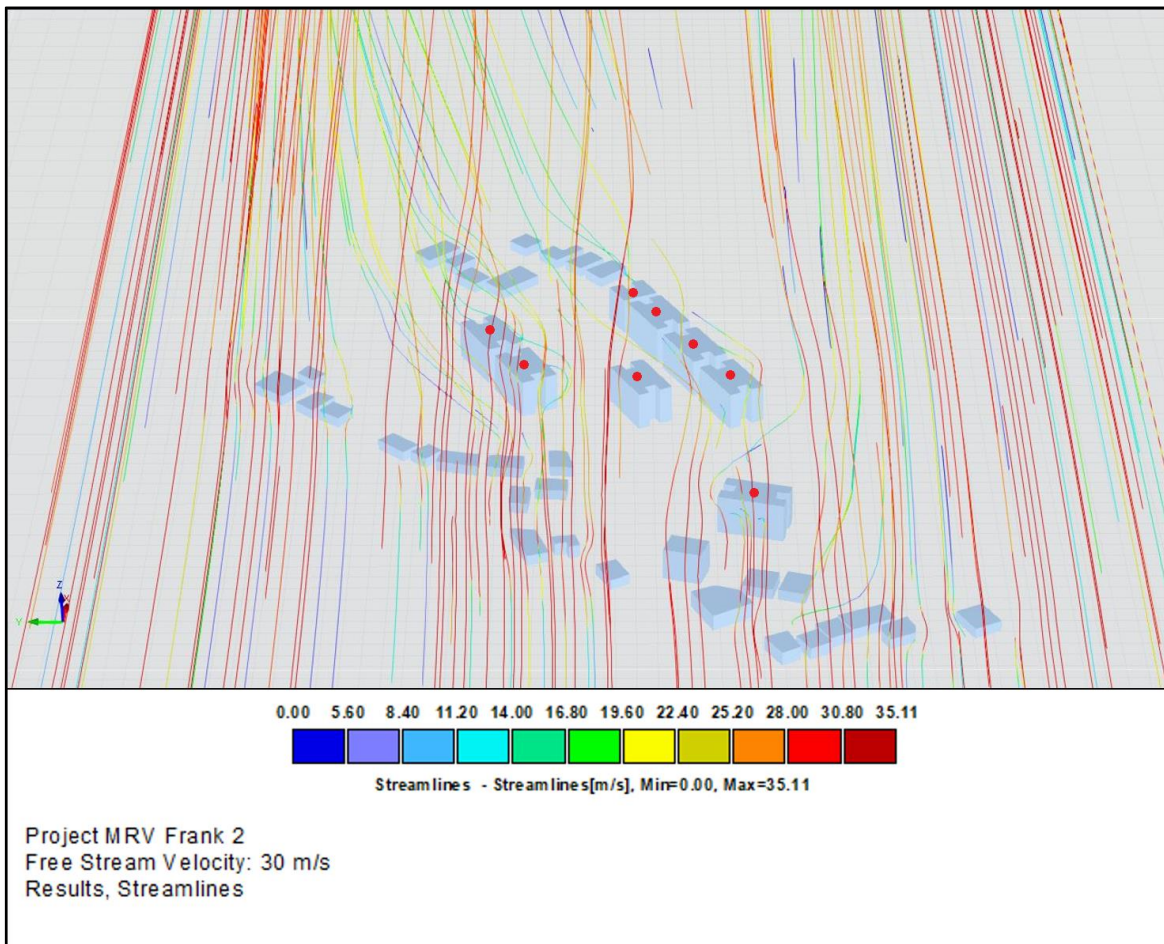 Z
X
Y
0.00 5.60 8.40 11.20 14.00 16.80 19.60 22.40 25.20 28.00 30.80 35.11
Streamlines - Streamlines[m/s], Min=0.00, Max=35.11
Project MRV Frank 2
Free Stream Velocity: 30 m/s
Results, Streamlines